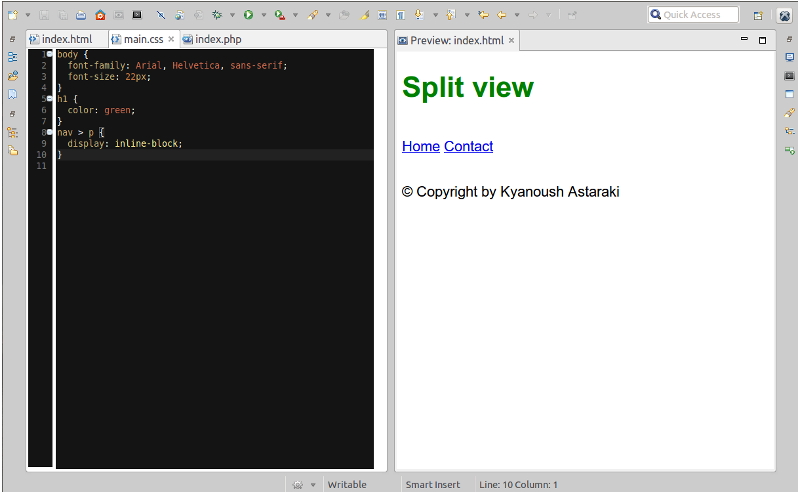 Quick Access
index.html
main.css
index.php
1 body {
2 font-family: Arial, Helvetica, sans-serif;
3 font-size: 22px;
4 }
5 h1 {
6 color: green;
7 }
8 nav > p {
9 display: inline-block;
10 }
11
Preview: index.html
Split view
Home Contact
© Copyright by Kyanoush Astaraki
Writable
Smart Insert
Line: 10 Column: 1